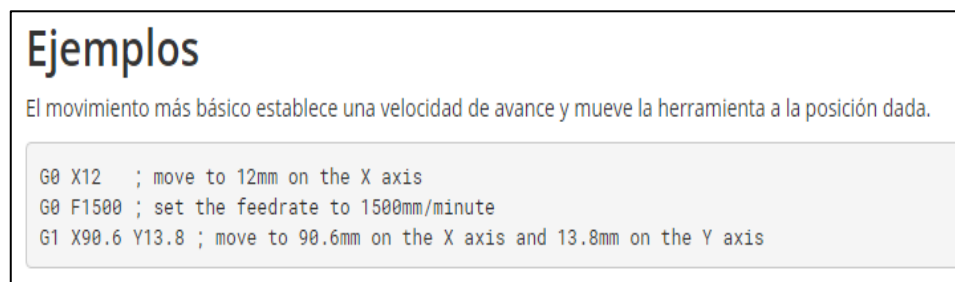 Ejemplos
El movimiento más básico establece una velocidad de avance y mueve la herramienta a la posición dada.
G0 X12   ; move to 12mm on the X axis
G0 F1500 ; set the feedrate to 1500mm/minute
G1 X90.6 Y13.8 ; move to 90.6mm on the X axis and 13.8mm on the Y axis